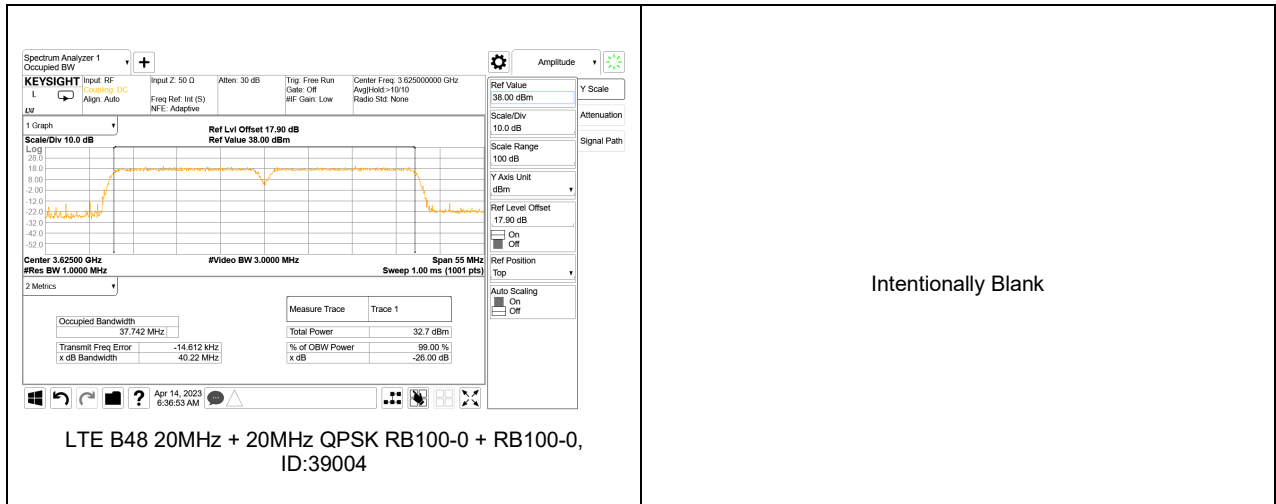 Spectrum Analyzer 1
Occupied BW
Amplitude
KEYSIGHT
L
Input: RF
Coupling: DC
Align: Auto
Input Z: 50 Ω
Freq Ref: Int (S)
NFE: Adaptive
Atten: 30 dB
Trig: Free Run
Gate: Off
#IF Gain: Low
Center Freq: 3.625000000 GHz
Avg|Hold:>10/10
Radio Std: None
1 Graph
Scale/Div 10.0 dB
Ref Lvl Offset 17.90 dB
Ref Value 38.00 dBm
Log
28.0
18.0
8.00
-2.00
-12.0
-22.0
-32.0
-42.0
-52.0
Center 3.62500 GHz
#Video BW 3.0000 MHz
Span 55 MHz
#Res BW 1.0000 MHz
Sweep 1.00 ms (1001 pts)
2 Metrics
Measure Trace
Trace 1
Occupied Bandwidth
37.742 MHz
Total Power
32.7 dBm
Transmit Freq Error
-14.612 kHz
% of OBW Power
99.00 %
x dB Bandwidth
40.22 MHz
x dB
-26.00 dB
?
Apr 14, 2023
6:36:53 AM
Ref Value
38.00 dBm
Scale/Div
10.0 dB
Scale Range
100 dB
Y Axis Unit
dBm
Ref Level Offset
17.90 dB
On
Off
Ref Position
Top
Auto Scaling
On
Off
Y Scale
Attenuation
Signal Path
LTE B48 20MHz + 20MHz QPSK RB100-0 + RB100-0,
ID:39004
Intentionally Blank